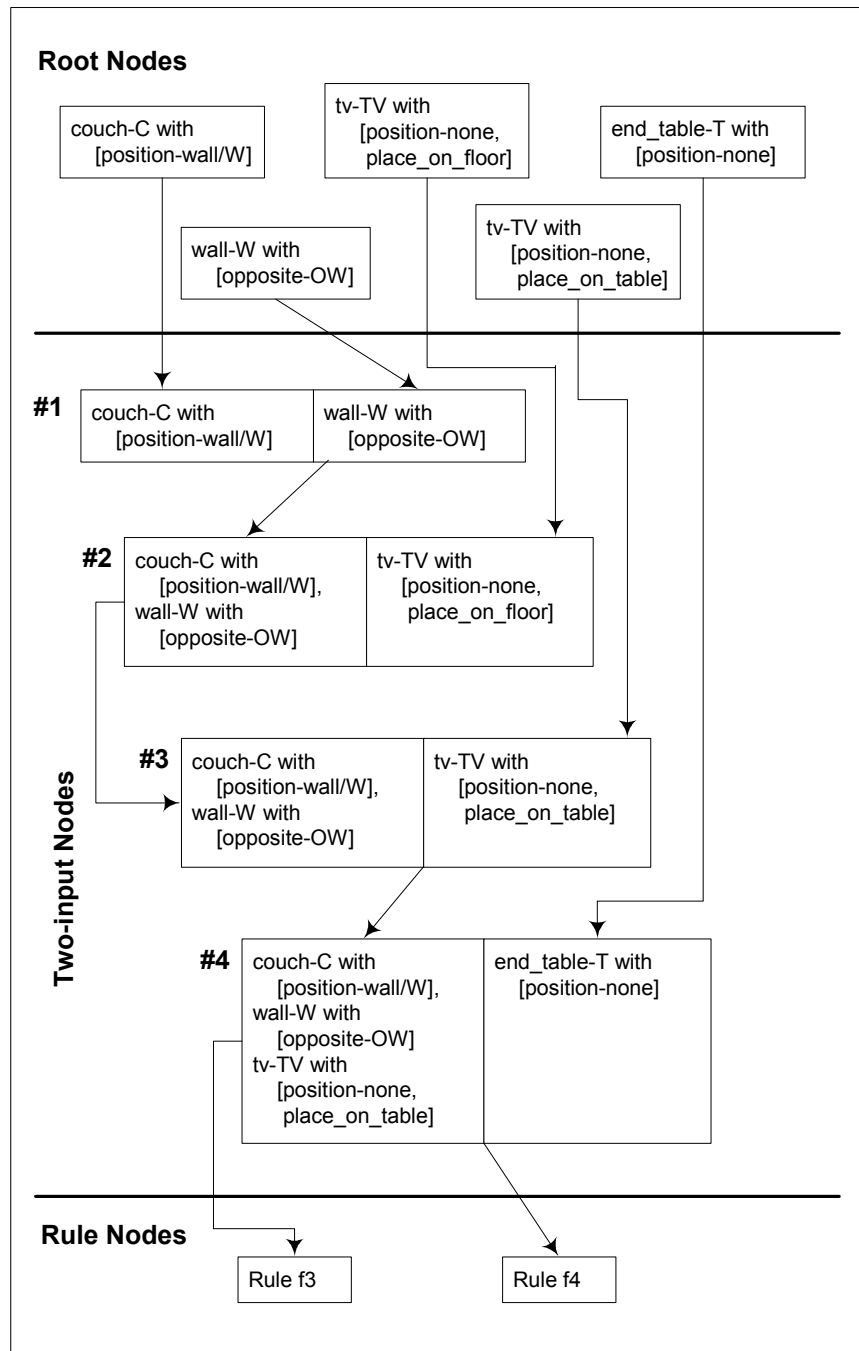 Root Nodes
couch-C with
[position-wall/W]
tv-TV with
[position-none,
place_on_floor]
end_table-T with
[position-none]
wall-W with
[opposite-OW]
tv-TV with
[position-none,
place_on_table]
#1
couch-C with
[position-wall/W]
wall-W with
[opposite-OW]
#2
couch-C with
[position-wall/W],
wall-W with
[opposite-OW]
tv-TV with
[position-none,
place_on_floor]
Two-input Nodes
#3
couch-C with
[position-wall/W],
wall-W with
[opposite-OW]
tv-TV with
[position-none,
place_on_table]
#4
couch-C with
[position-wall/W],
wall-W with
[opposite-OW]
tv-TV with
[position-none,
place_on_table]
end_table-T with
[position-none]
Rule Nodes
Rule f3
Rule f4